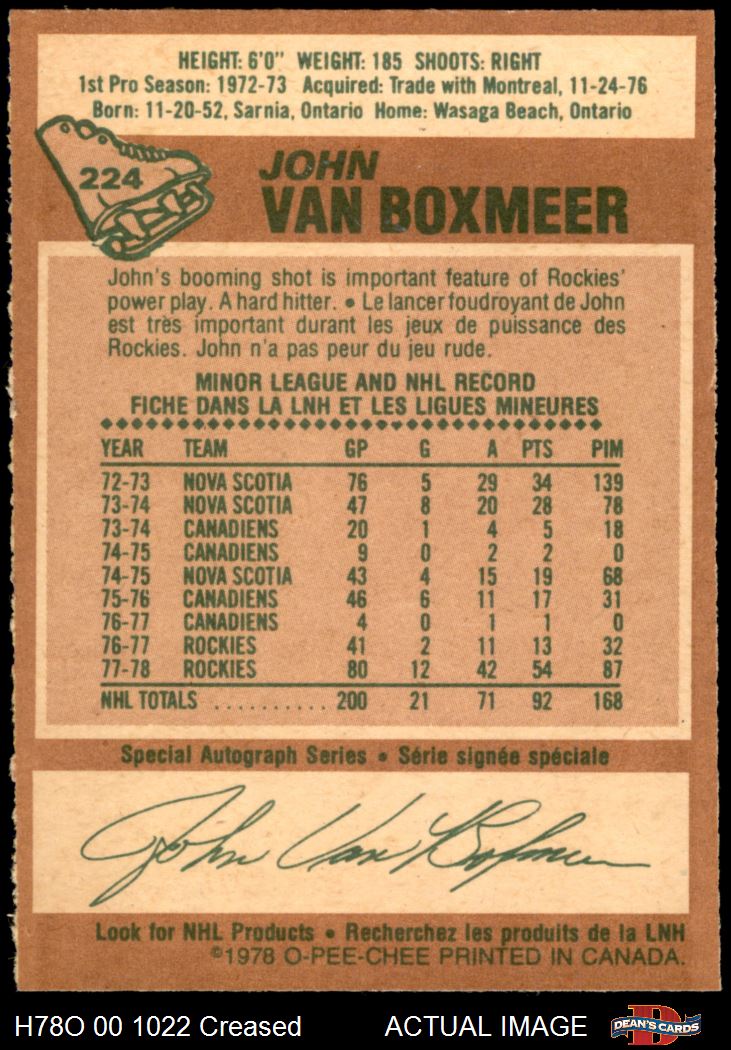 HEIGHT: 6'0" WEIGHT: 185 SHOOTS: RIGHT
1st Pro Season: 1972-73 Acquired: Trade with Montreal, 11-24-76
Born: 11-20-52, Sarnia, Ontario Home: Wasaga Beach, Ontario
224
JOHN
VAN BOXMEER
John's booming shot is important feature of Rockies'
power play. A hard hitter. • Le lancer foudroyant de John
est très important durant les jeux de puissance des
Rockies. John n'a pas peur du jeu rude.
MINOR LEAGUE AND NHL RECORD
FICHE DANS LA LNH ET LES LIGUES MINEURES
YEAR TEAM GP G A PTS PIM
72-73 NOVA SCOTIA 76 5 29 34 139
73-74 NOVA SCOTIA 47 8 20 28 78
73-74 CANADIENS 20 1 4 5 18
74-75 CANADIENS 9 0 2 2 0
74-75 NOVA SCOTIA 43 4 15 19 68
75-76 CANADIENS 46 6 11 17 31
76-77 CANADIENS 4 0 1 1 0
76-77 ROCKIES 41 2 11 13 32
77-78 ROCKIES 80 12 42 54 87
NHL TOTALS .......... 200 21 71 92 168
Special Autograph Series • Série signée spéciale
John Van Boxmeer
Look for NHL Products • Recherchez les produits de la LNH
©1978 O-PEE-CHEE PRINTED IN CANADA.
H78O 00 1022 Creased ACTUAL IMAGE DEAN'S CARDS